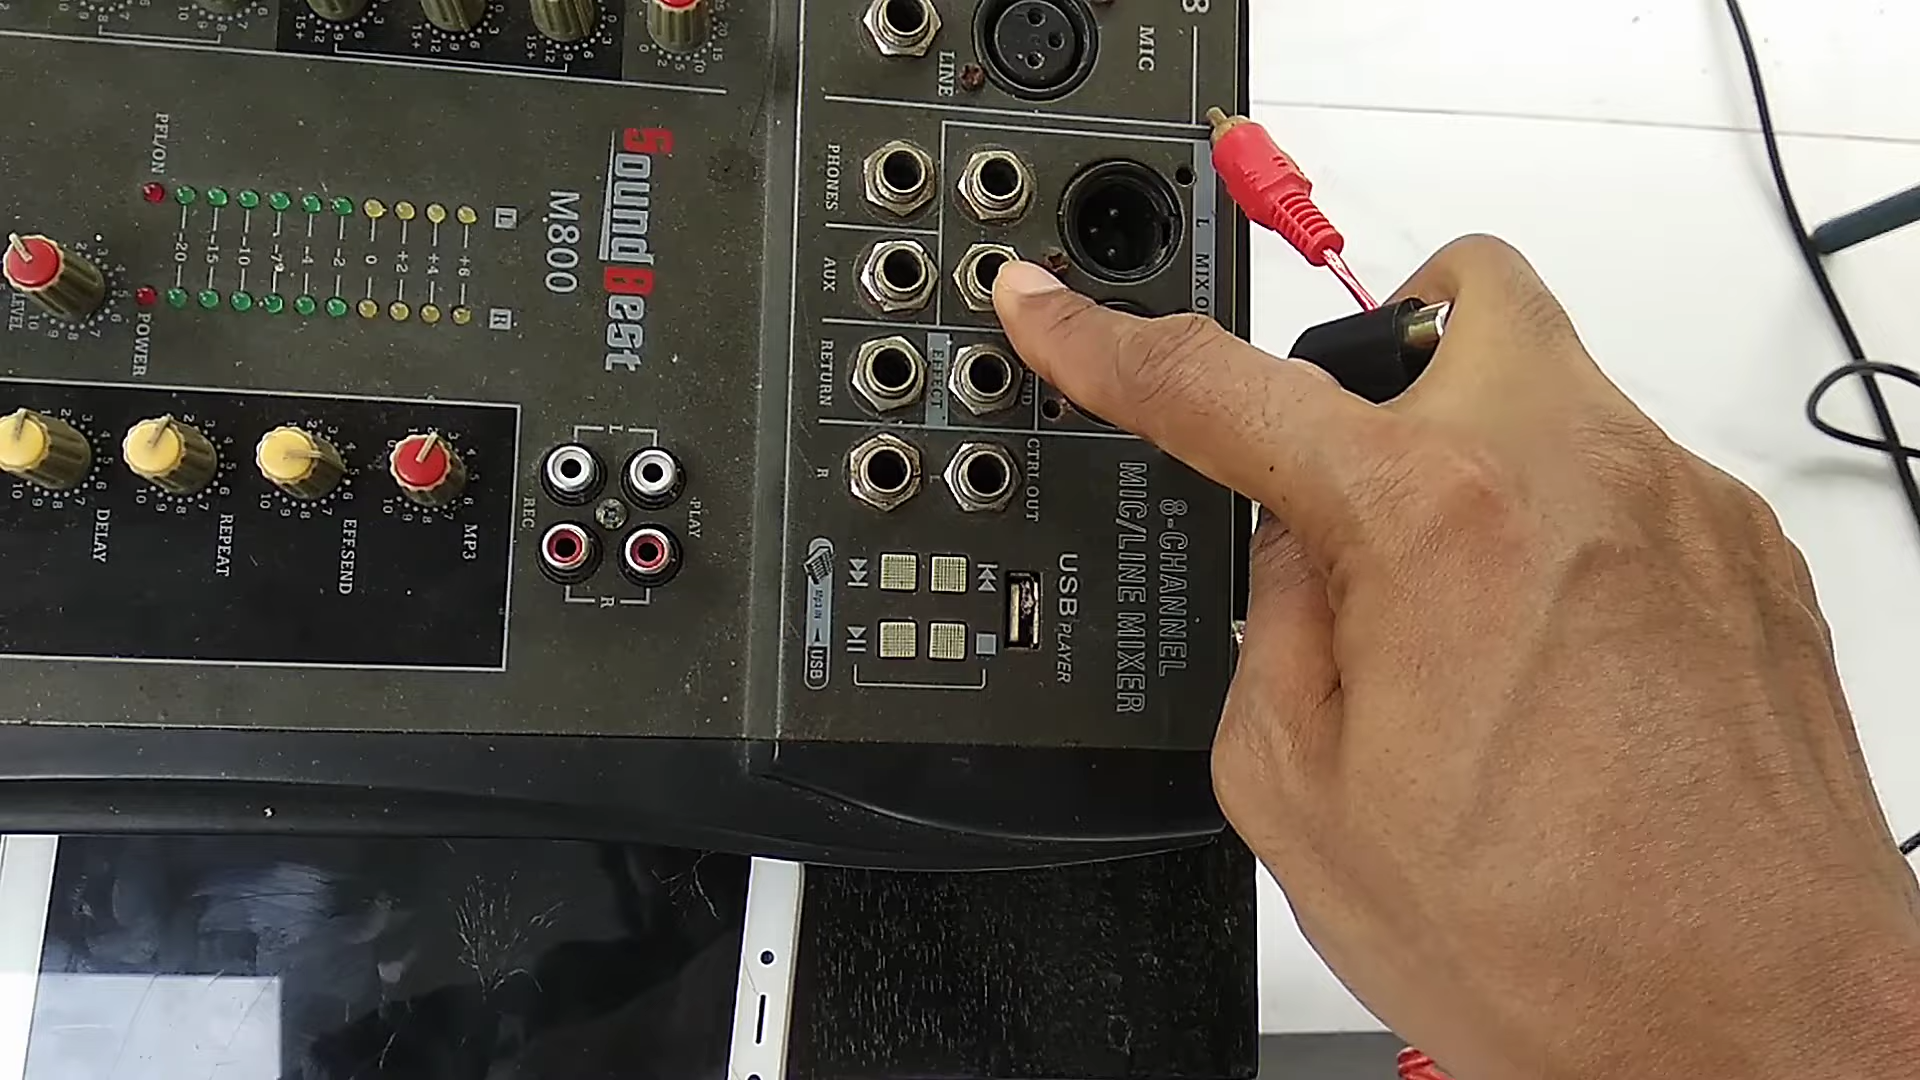 8
MIC
LINE
L MIX O
PHONES
AUX
RETURN
EFFECT
R
L
CTRL OUT
8-CHANNEL
MIC/LINE MIXER
USB PLAYER
USB
SoundBest
M.800
L
R
PFL/ON
-20 -15 -10 -7 -4 -2 0 +2 +4 +6
POWER
LEVEL
PLAY
REC
L
R
MP3
EFF.SEND
REPEAT
DELAY